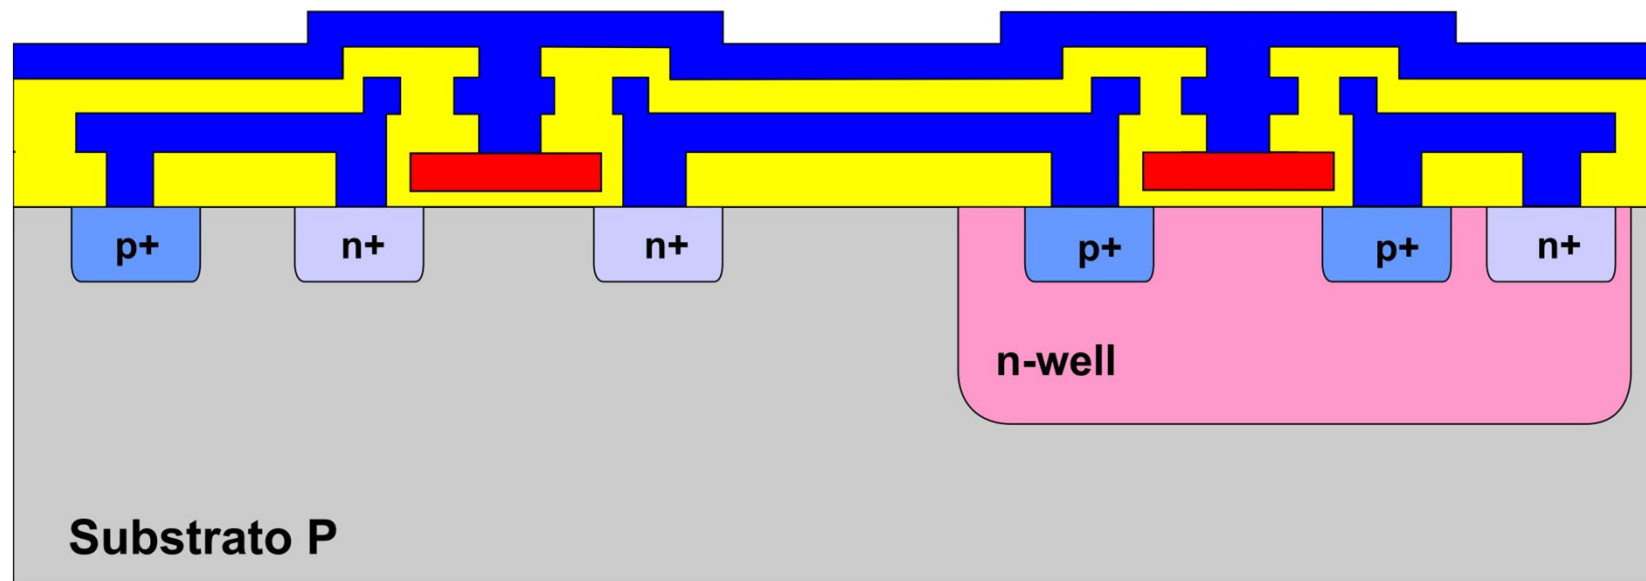 p+
n+
n+
p+
p+
n+
n-well
Substrato P